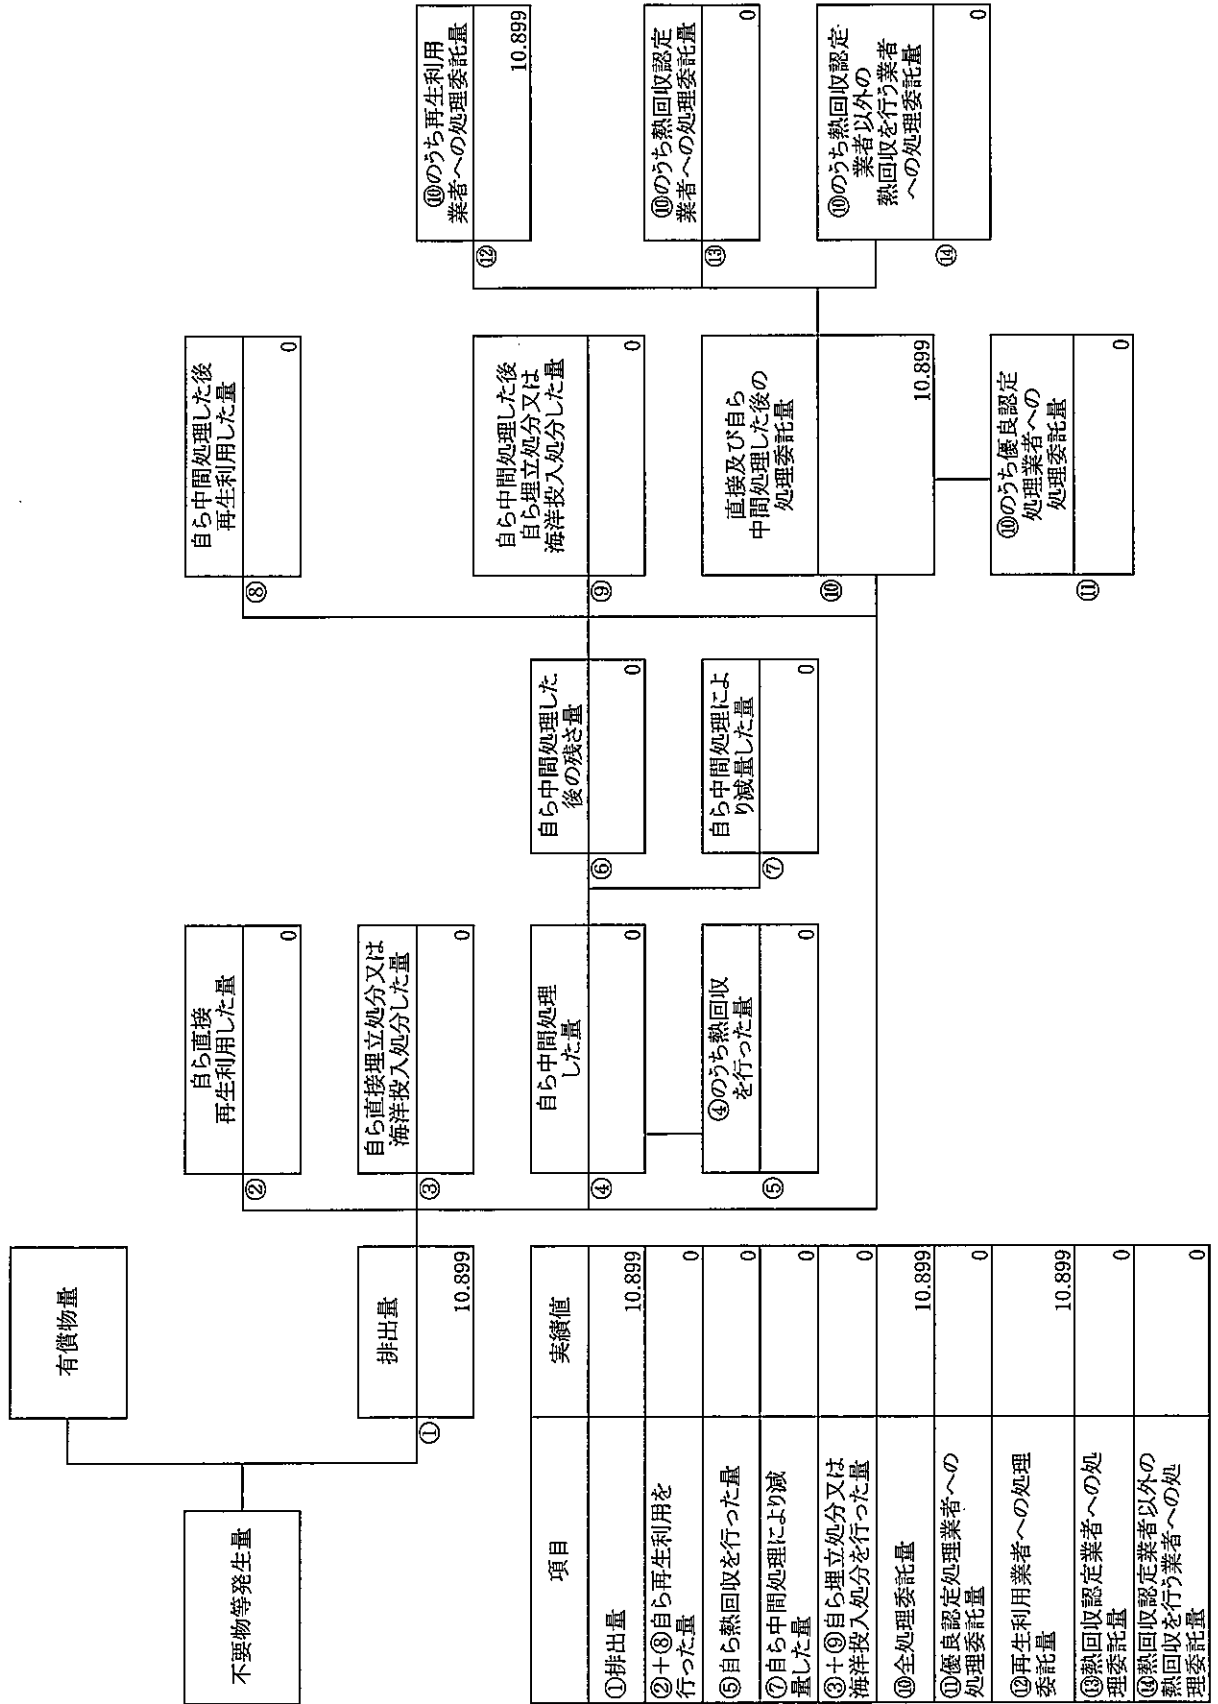 不要物等発生量
有償物量
①
排出量
10.899
②
自ら直接
再生利用した量
0
③
自ら直接埋立処分又は
海洋投入処分した量
0
④
自ら中間処理
した量
0
⑤
④のうち熱回収
を行った量
0
⑥
自ら中間処理した
後の残さ量
0
⑦
自ら中間処理によ
り減量した量
0
⑧
自ら中間処理した後
再生利用した量
0
⑨
自ら中間処理した後
自ら埋立処分又は
海洋投入処分した量
0
⑩
直接及び自ら
中間処理した後の
処理委託量
10.899
⑪
⑩のうち優良認定
処理業者への
処理委託量
0
⑫
⑩のうち再生利用
業者への処理委託量
10.899
⑬
⑩のうち熱回収認定
業者への処理委託量
0
⑭
⑩のうち熱回収認定
業者以外の
熱回収を行う業者
への処理委託量
0
項目 実績値
①排出量 10.899
②+⑧自ら再生利用を
行った量 0
⑤自ら熱回収を行った量 0
⑦自ら中間処理により減
量した量 0
③+⑨自ら埋立処分又は
海洋投入処分を行った量 0
⑩全処理委託量 10.899
⑪優良認定処理業者への
処理委託量 0
⑫再生利用業者への処理
委託量 10.899
⑬熱回収認定業者への処
理委託量 0
⑭熱回収認定業者以外の
熱回収を行う業者への処
理委託量 0